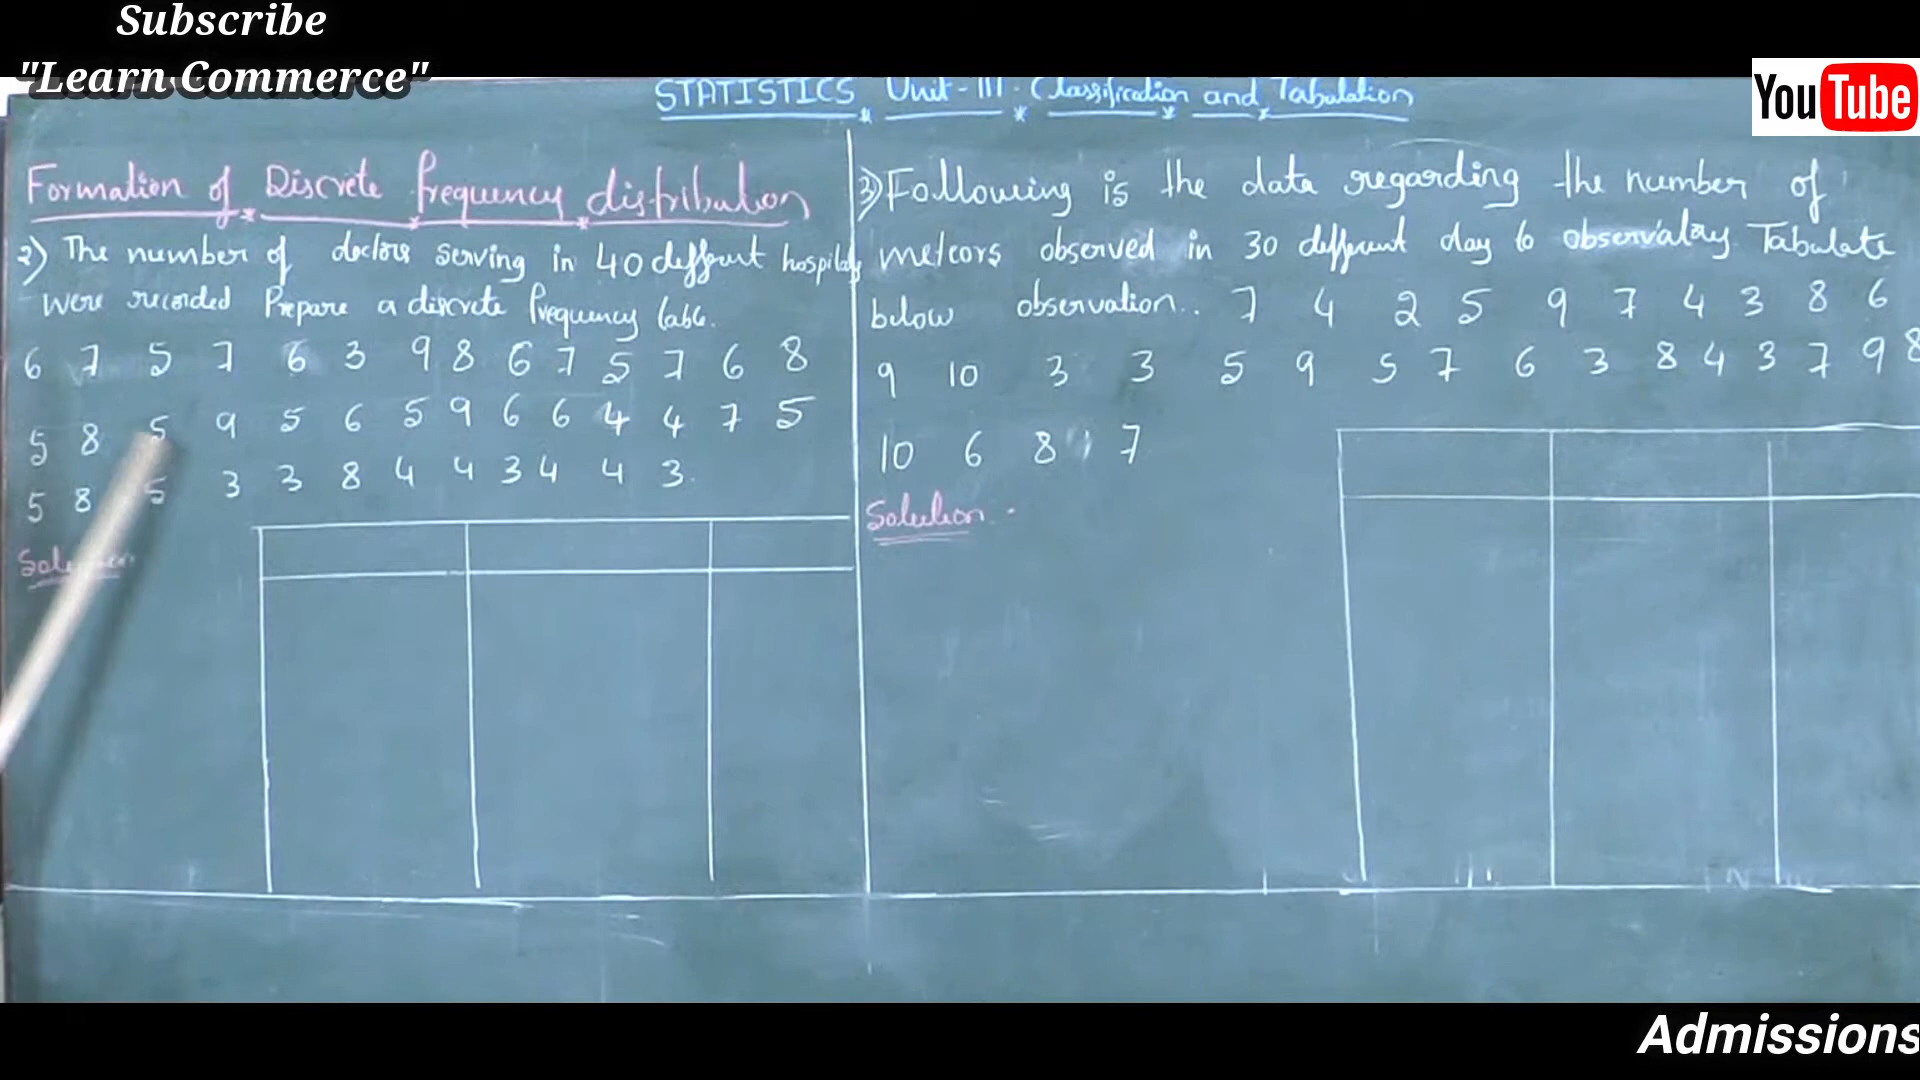 Subscribe
"Learn Commerce"
YouTube
STATISTICS Unit-III. Classification and Tabulation
Formation of Discrete frequency distribution
2) The number of doctors serving in 40 deffrent hospitals
were recorded Prepare a discrete frequency table.
6 7 5 7 6 3 9 8 6 7 5 7 6 8
5 8 5 9 5 6 5 9 6 6 4 4 7 5
5 8 5 3 3 8 4 4 3 4 4 3.
Solution
3) Following is the data regarding the number of
meteors observed in 30 different day to observatory Tabulate
below observation.. 7 4 2 5 9 7 4 3 8 6
9 10 3 3 5 9 5 7 6 3 8 4 3 7 9 8
10 6 8 7
Solution :-
Admissions